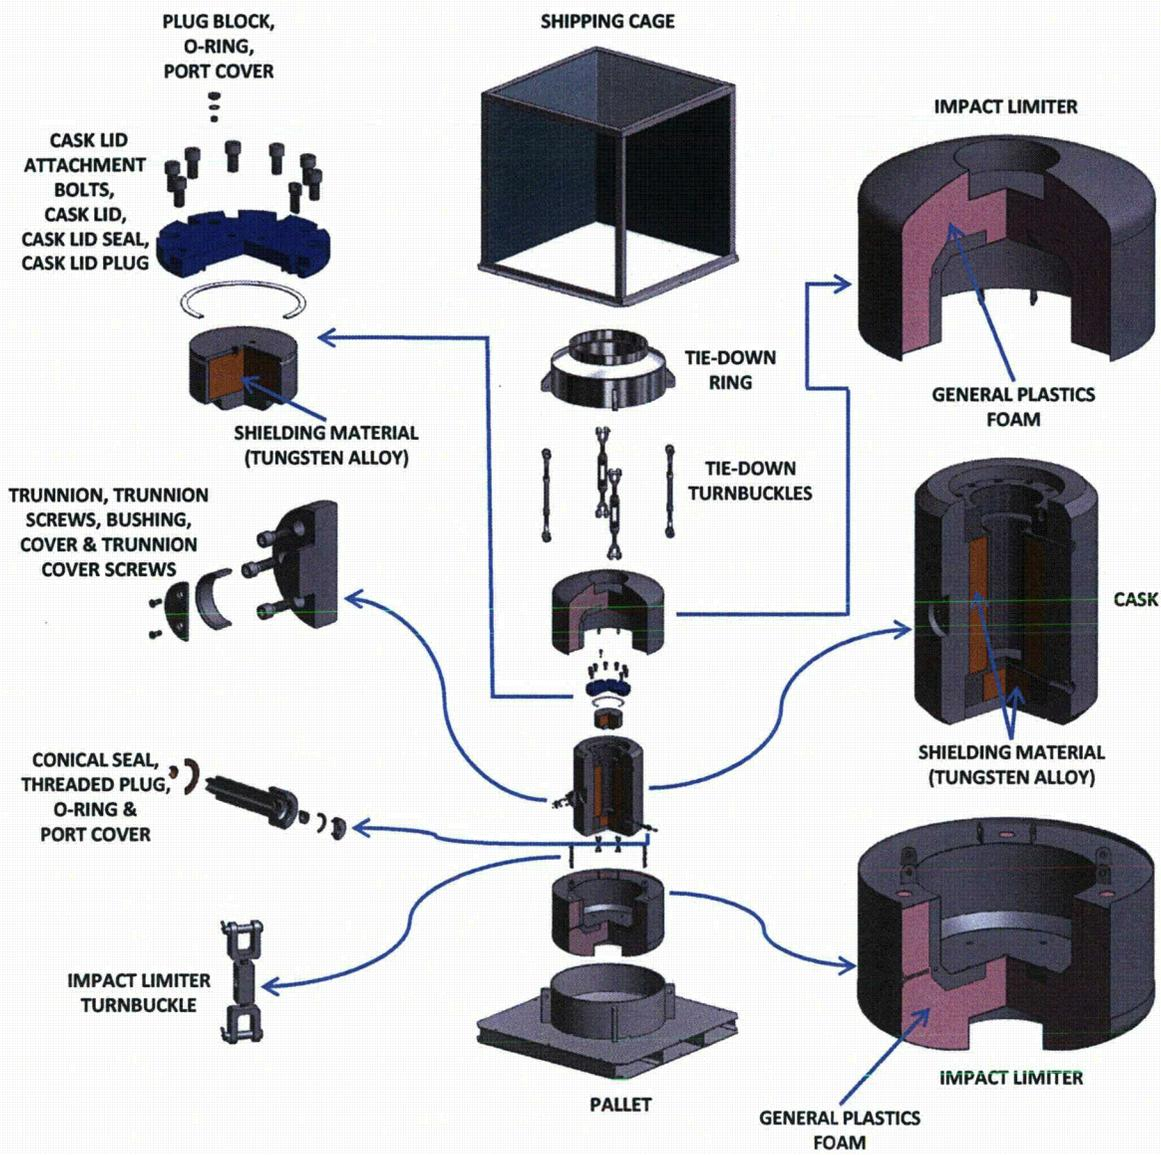 PLUG BLOCK,
O-RING,
PORT COVER
SHIPPING CAGE
IMPACT LIMITER
CASK LID
ATTACHMENT
BOLTS,
CASK LID,
CASK LID SEAL,
CASK LID PLUG
TIE-DOWN
RING
GENERAL PLASTICS
FOAM
SHIELDING MATERIAL
(TUNGSTEN ALLOY)
TIE-DOWN
TURNBUCKLES
TRUNNION, TRUNNION
SCREWS, BUSHING,
COVER & TRUNNION
COVER SCREWS
CASK
SHIELDING MATERIAL
(TUNGSTEN ALLOY)
CONICAL SEAL,
THREADED PLUG,
O-RING &
PORT COVER
IMPACT LIMITER
TURNBUCKLE
IMPACT LIMITER
PALLET
GENERAL PLASTICS
FOAM